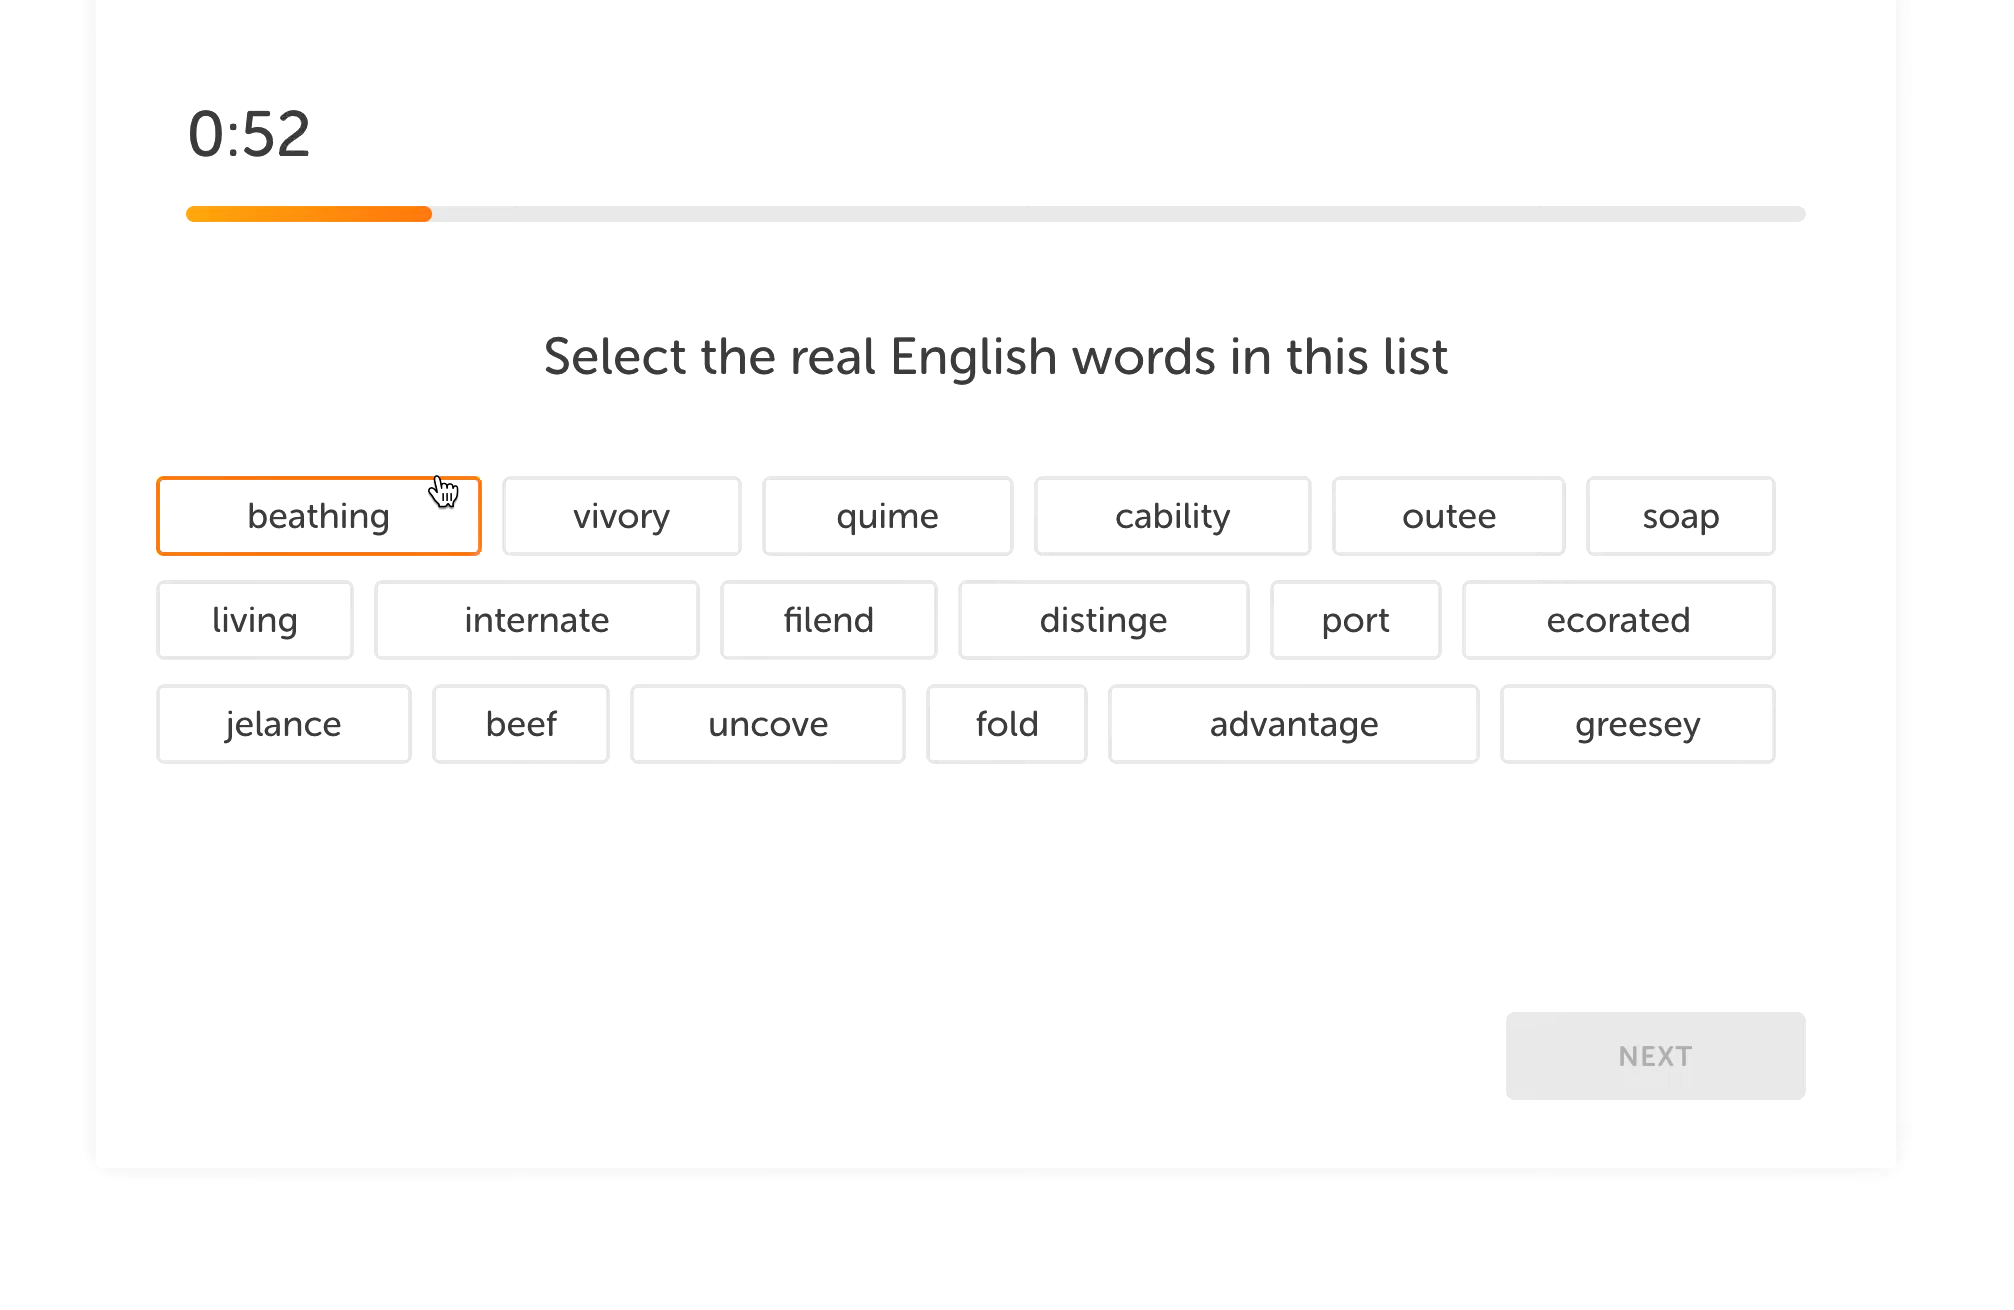 0:52
Select the real English words in this list
beathing vivory quime cability outee soap
living internate filend distinge port ecorated
jelance beef uncove fold advantage greesey
NEXT